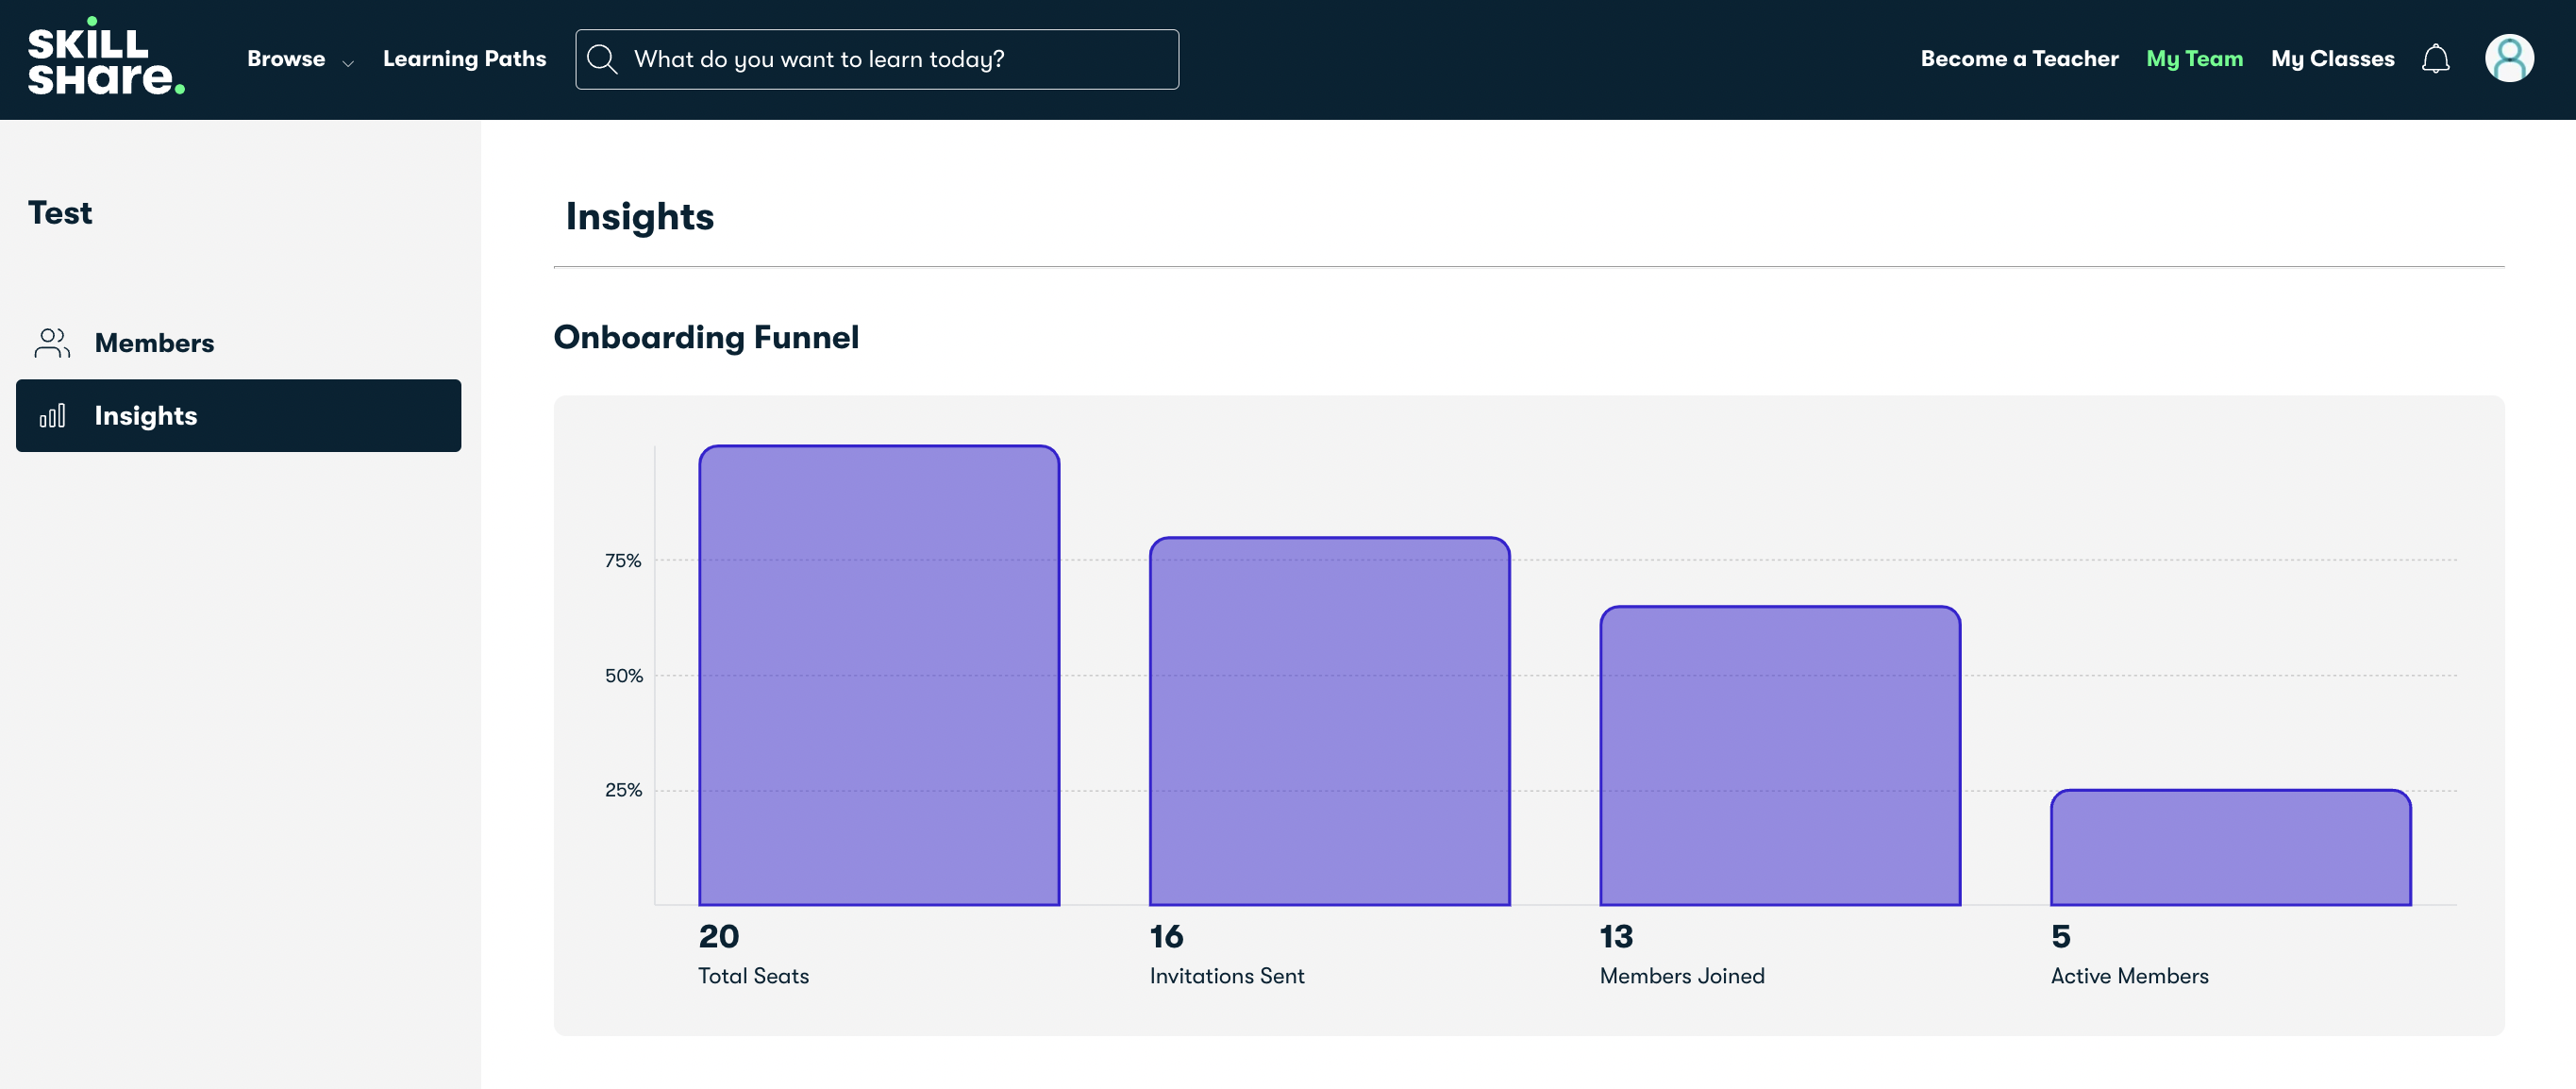 SKiLL
SHare.
Browse
Learning Paths
What do you want to learn today?
Become a Teacher
My Team
My Classes
Test
Members
Insights
Insights
Onboarding Funnel
75%
50%
25%
20
Total Seats
16
Invitations Sent
13
Members Joined
5
Active Members